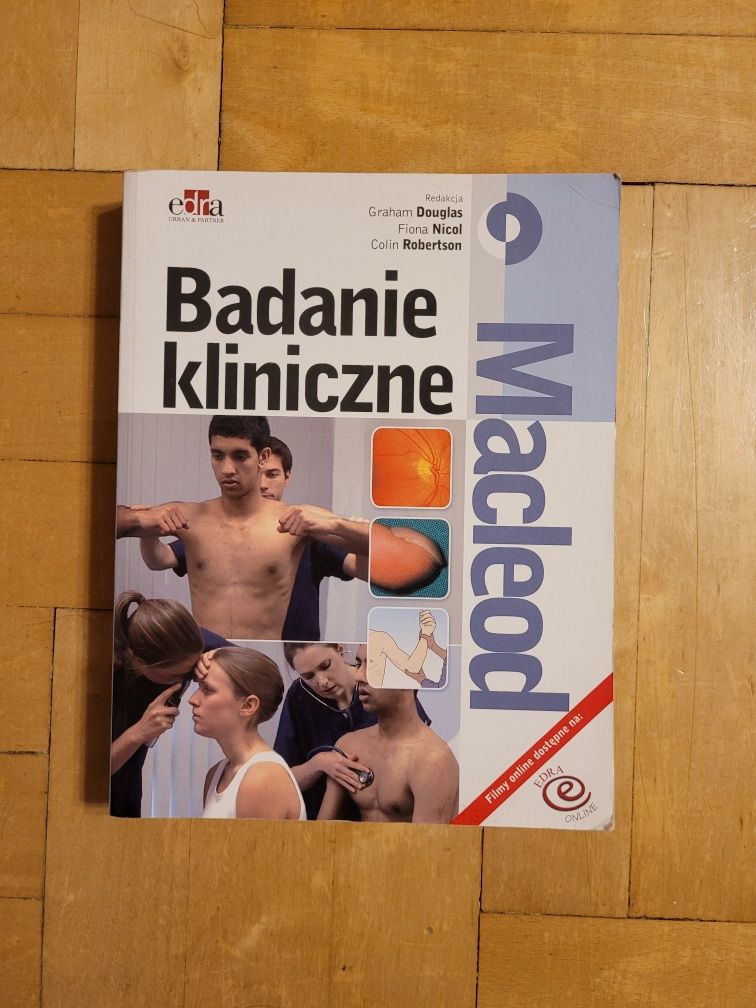 edra
URBAN & PARTNER
Redakcja
Graham Douglas
Fiona Nicol
Colin Robertson
Badanie
kliniczne
Macleod
Filmy online dostępne na:
EDRA
e
ONLINE